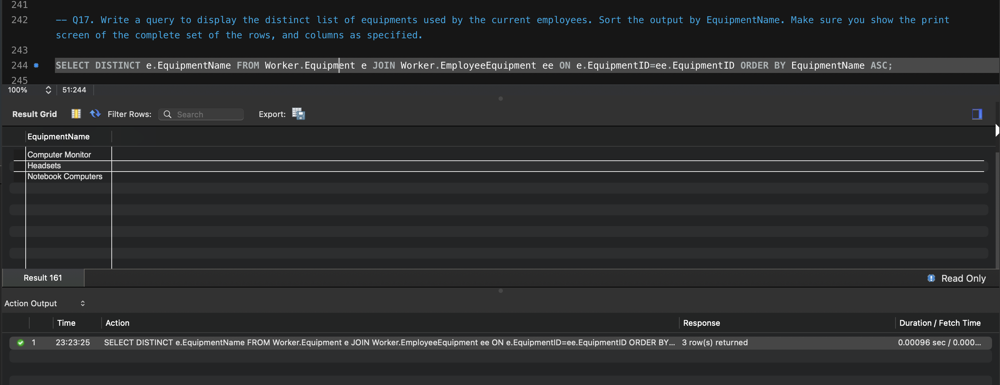 241
242 -- Q17. Write a query to display the distinct list of equipments used by the current employees. Sort the output by EquipmentName. Make sure you show the print
screen of the complete set of the rows, and columns as specified.
243
244 SELECT DISTINCT e.EquipmentName FROM Worker.Equipment e JOIN Worker.EmployeeEquipment ee ON e.EquipmentID=ee.EquipmentID ORDER BY EquipmentName ASC;
245
100% 51:244
Result Grid Filter Rows: Search Export:
EquipmentName
Computer Monitor
Headsets
Notebook Computers
Result 161 Read Only
Action Output
Time Action Response Duration / Fetch Time
1 23:23:25 SELECT DISTINCT e.EquipmentName FROM Worker.Equipment e JOIN Worker.EmployeeEquipment ee ON e.EquipmentID=ee.EquipmentID ORDER BY... 3 row(s) returned 0.00096 sec / 0.000...